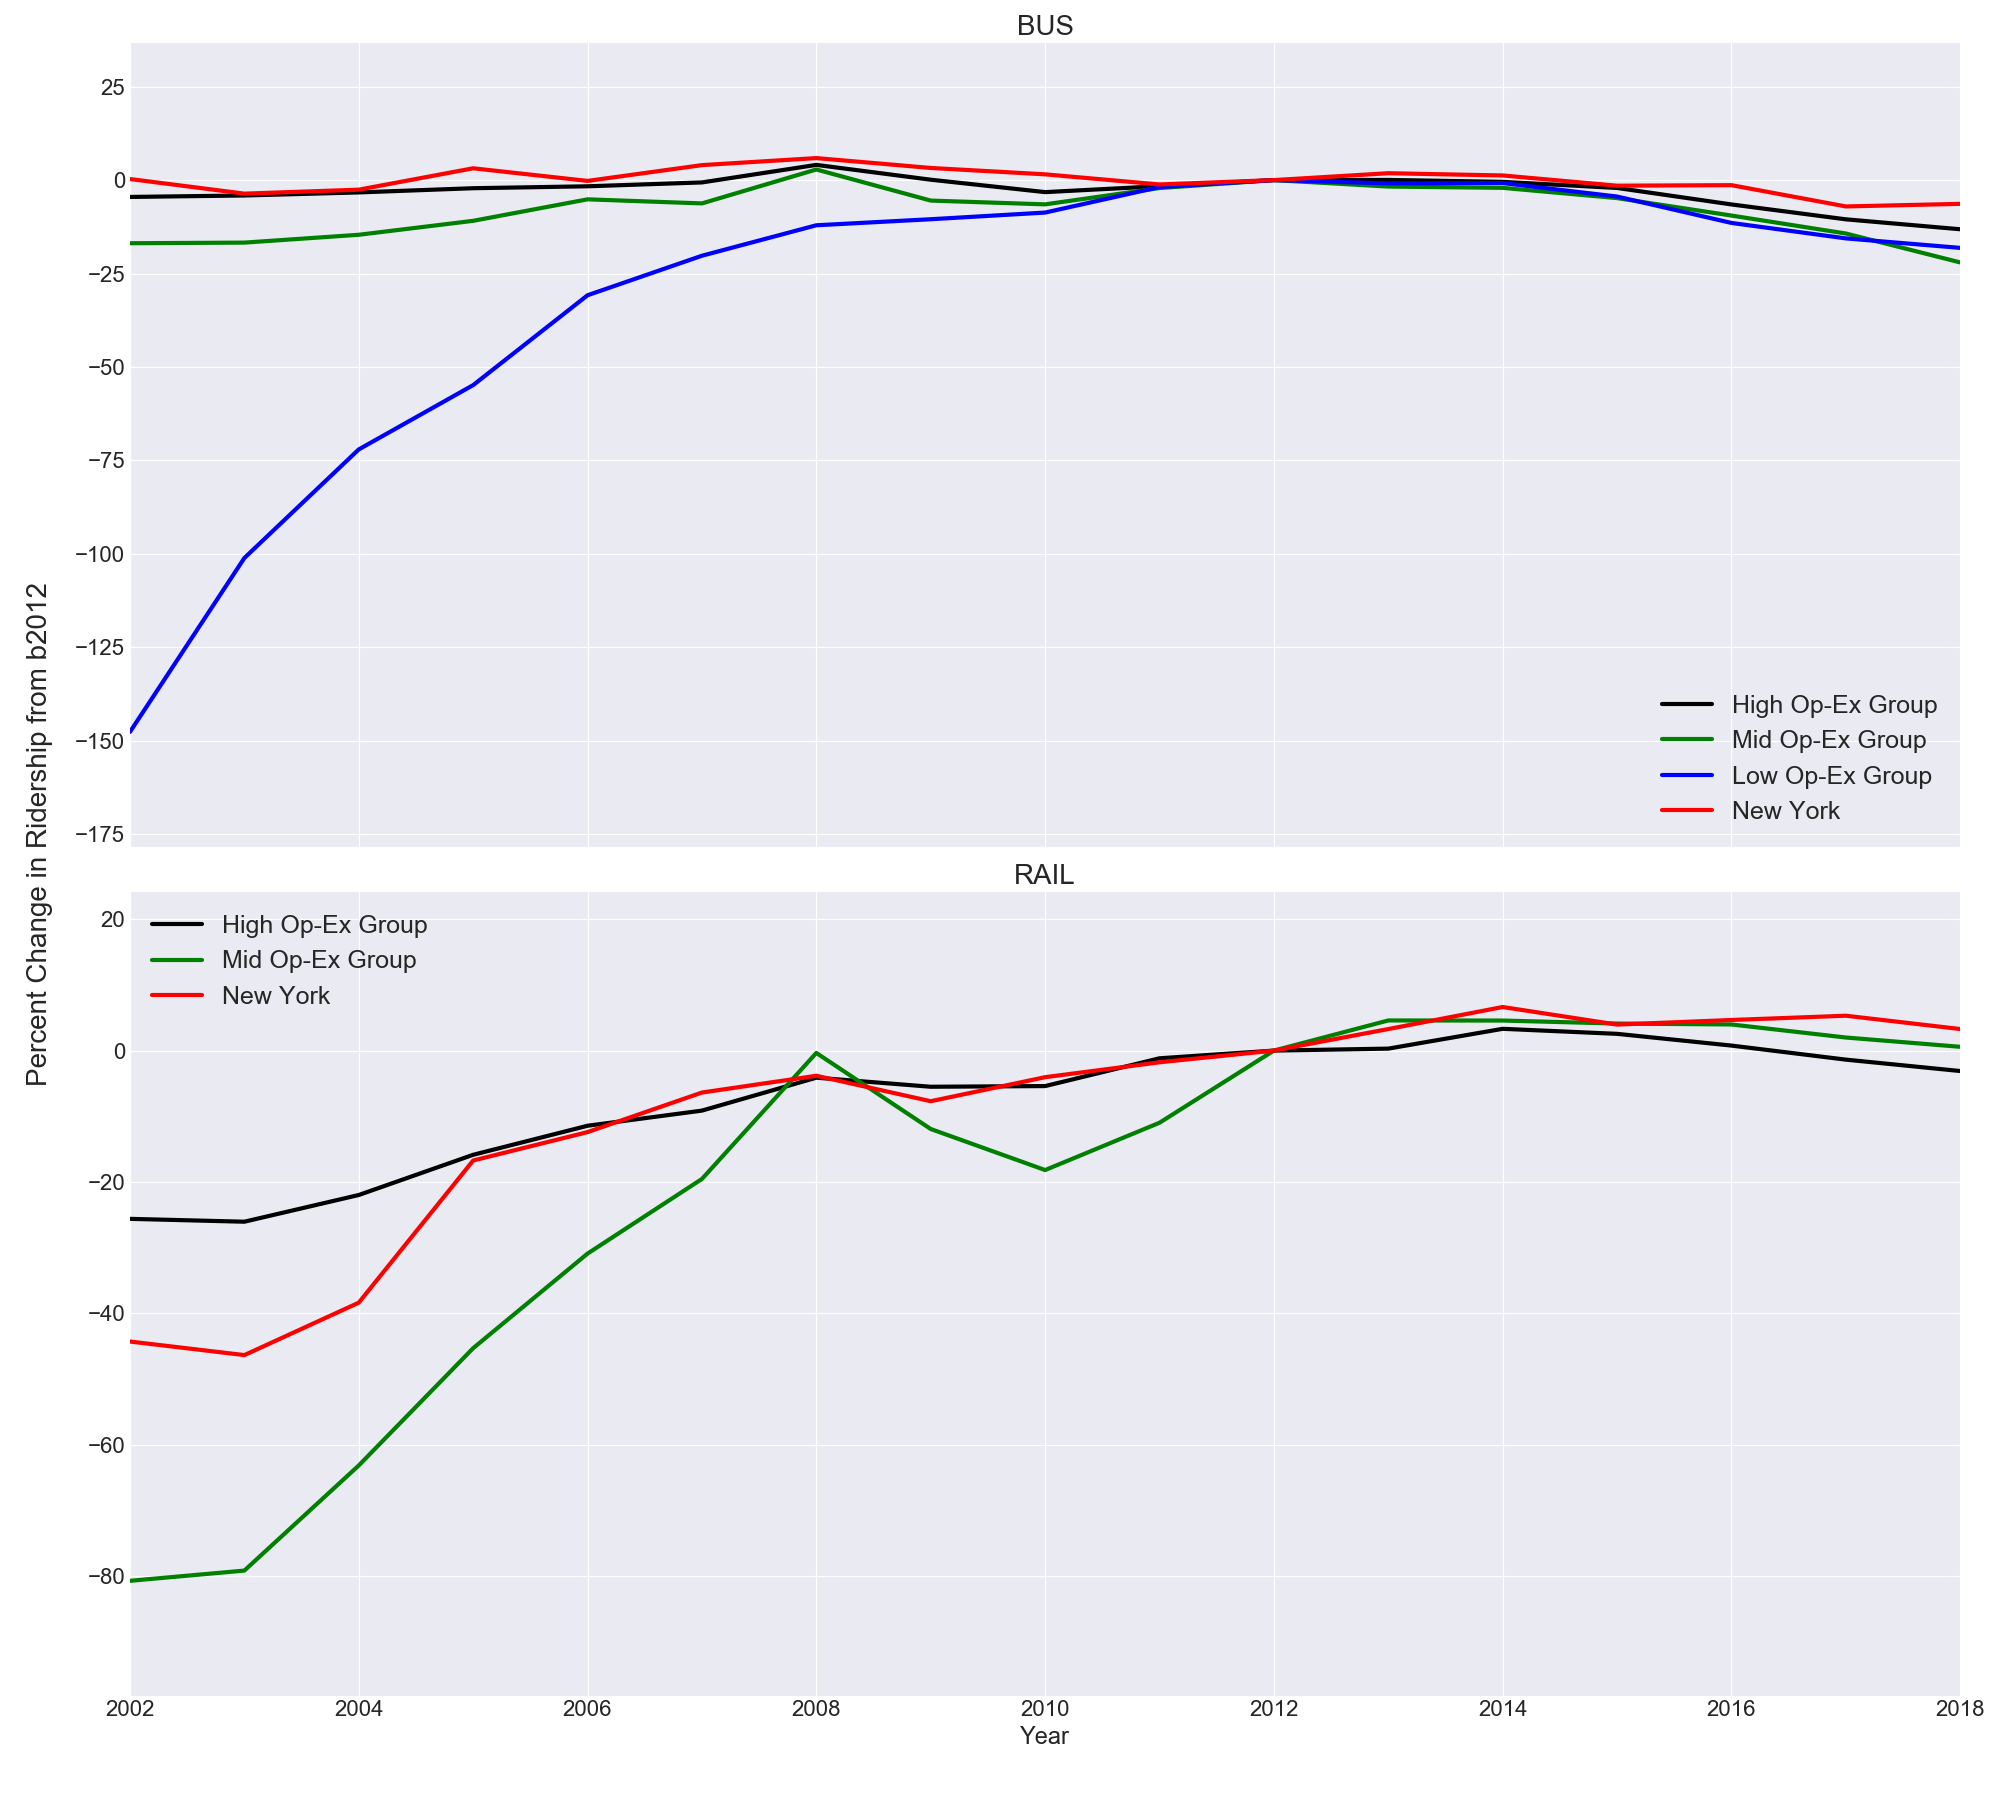 BUS
25
0
−25
−50
−75
−100
−125
−150
−175
High Op-Ex Group
Mid Op-Ex Group
Low Op-Ex Group
New York
Percent Change in Ridership from b2012
RAIL
20
0
−20
−40
−60
−80
High Op-Ex Group
Mid Op-Ex Group
New York
2002 2004 2006 2008 2010 2012 2014 2016 2018
Year